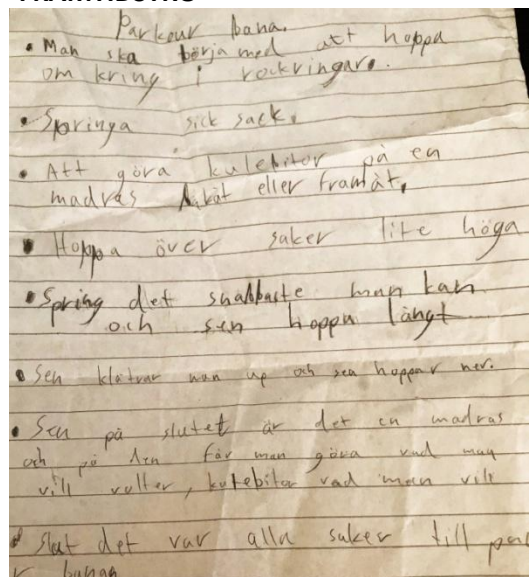 Parkour bana.
• Man ska börja med att hoppa
om kring i rockringar.
• Springa sick sack.
• Att göra kulebitor på en
madras bakåt eller framåt.
• Hoppa över saker lite höga
• Spring det snabbaste man kan
och sen hoppa långt
• Sen klätrar man up och sen hoppar ner.
• Sen på slutet är det en madras
och på den får man göra vad man
vill volter, kulebitor vad man vill
• Slut det var alla saker till par
r banan